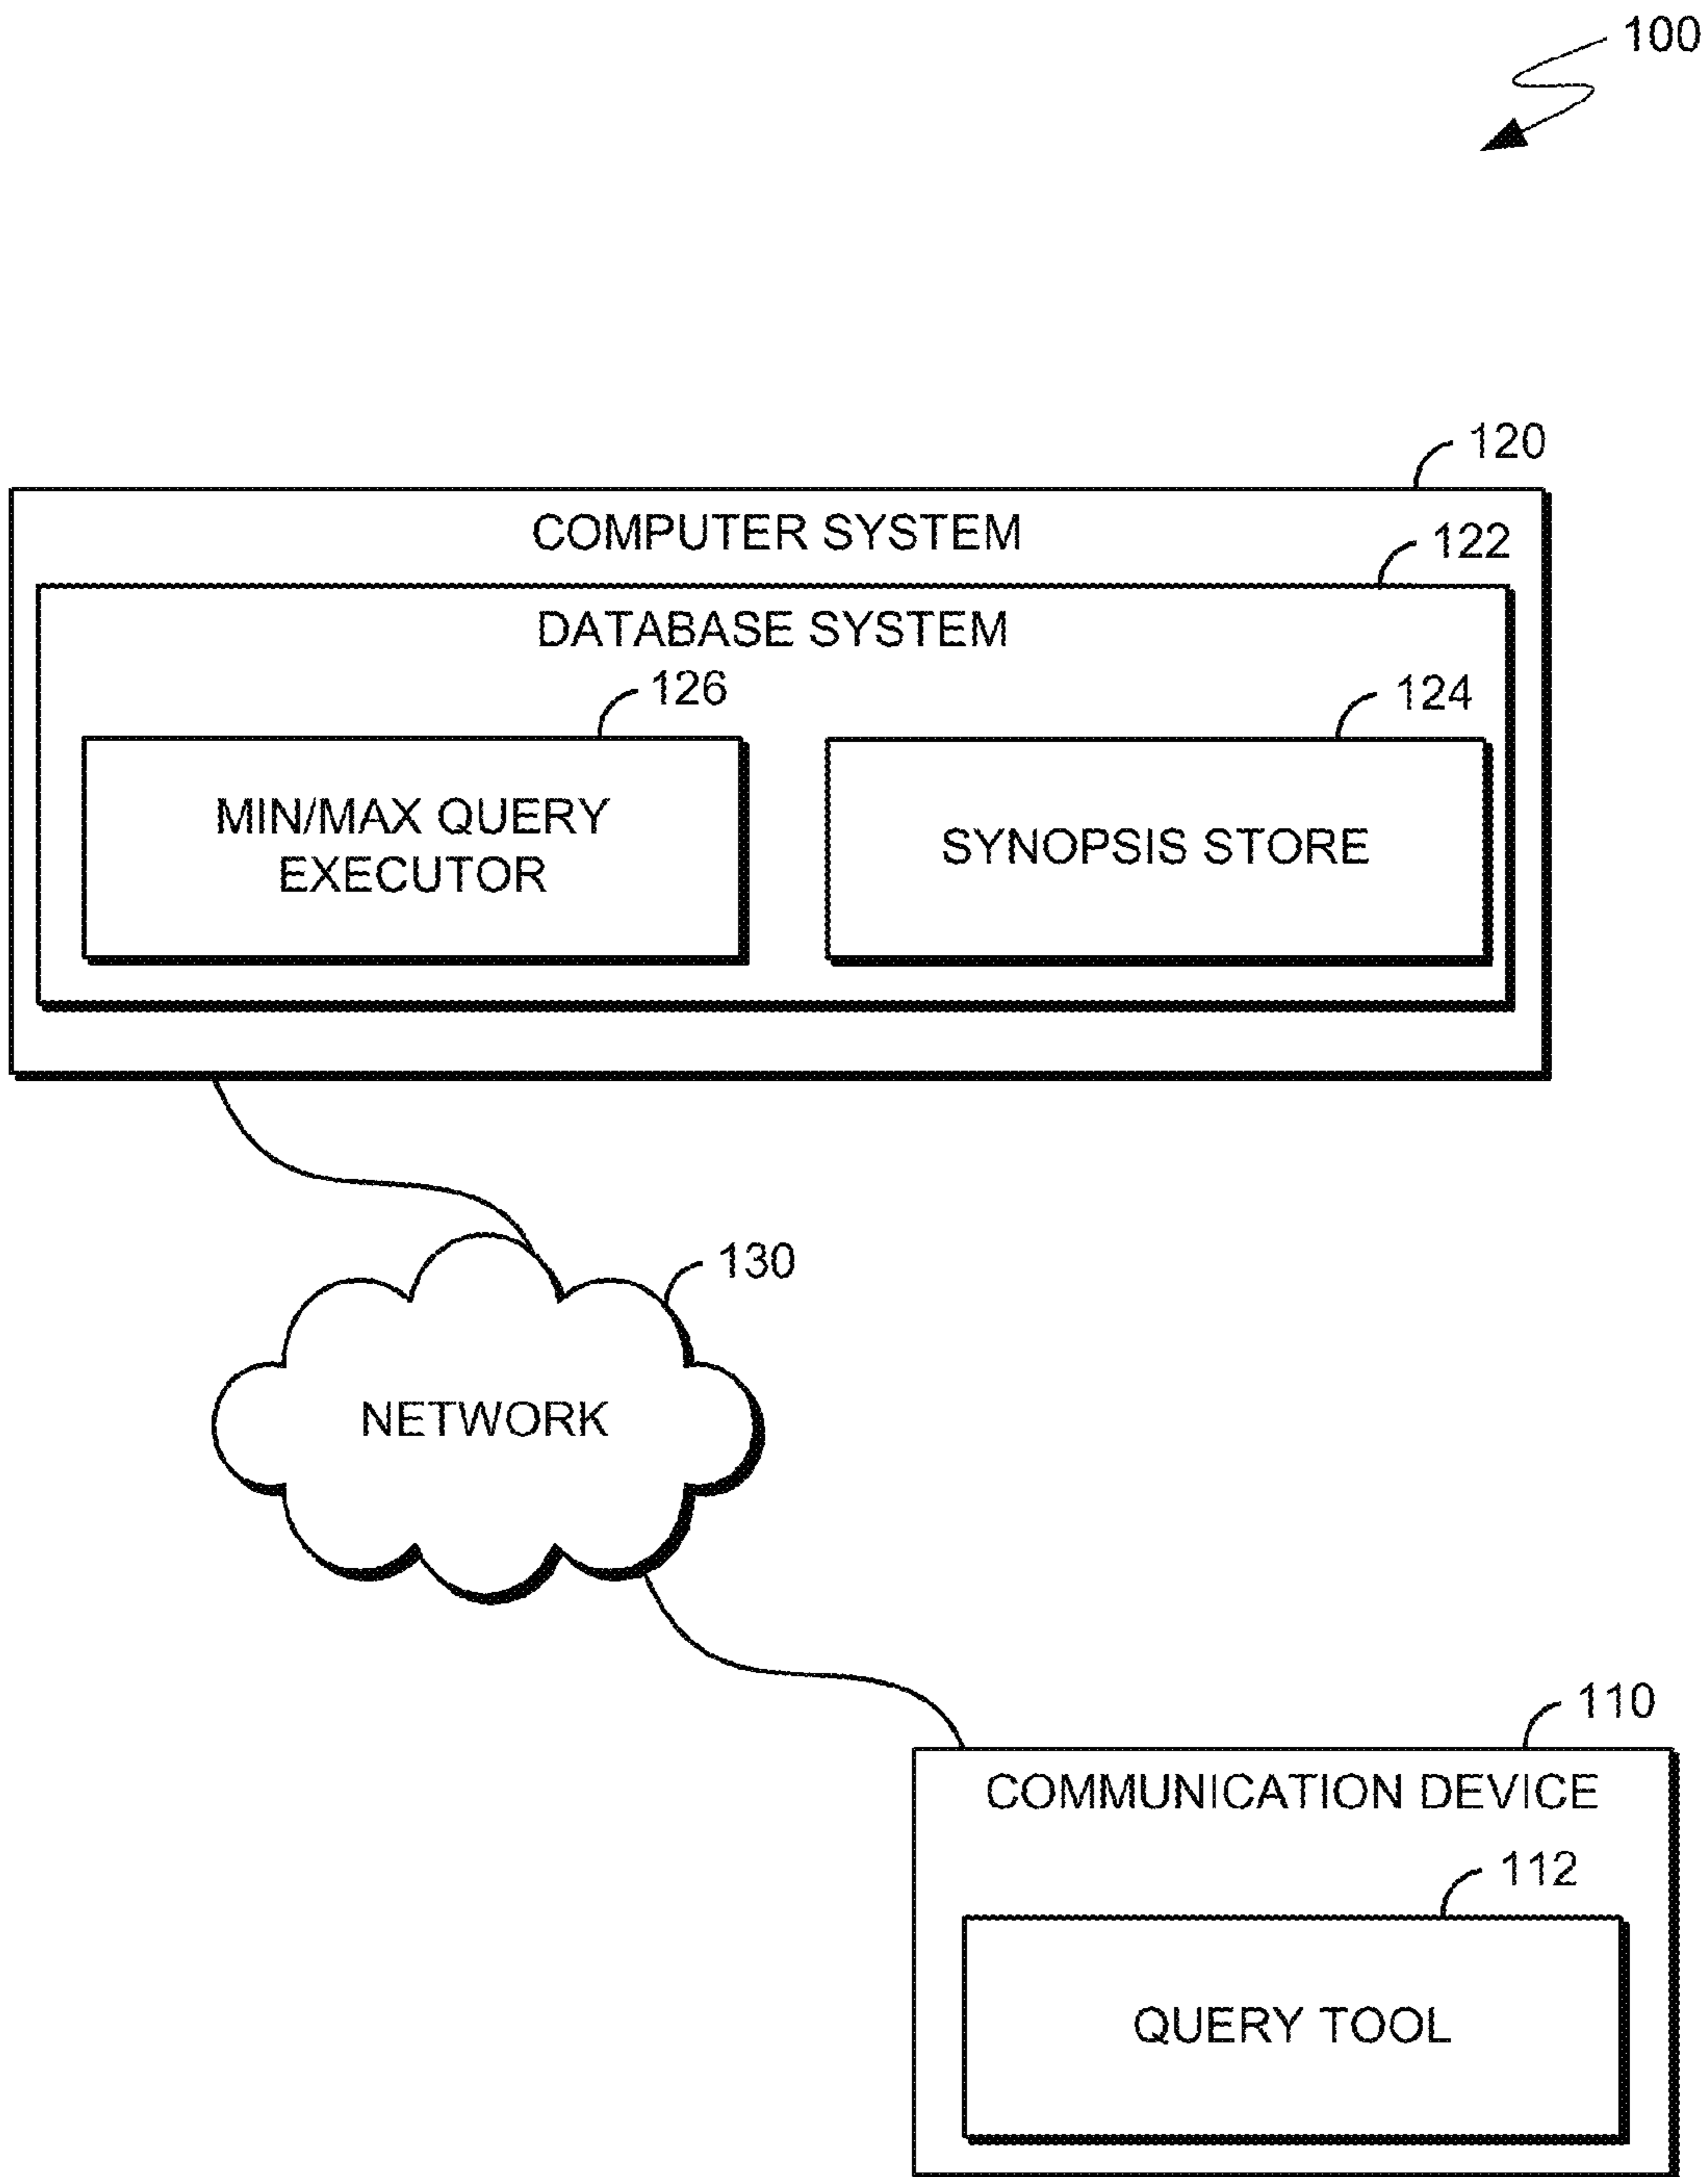 100
120
COMPUTER SYSTEM
122
DATABASE SYSTEM
126
124
MIN/MAX QUERY
EXECUTOR
SYNOPSIS STORE
130
NETWORK
110
COMMUNICATION DEVICE
112
QUERY TOOL